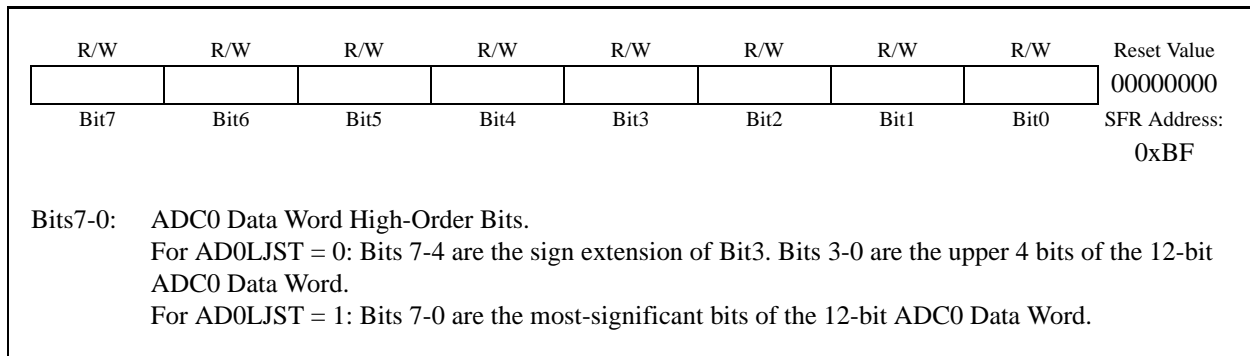 R/W R/W R/W R/W R/W R/W R/W R/W Reset Value
00000000
Bit7 Bit6 Bit5 Bit4 Bit3 Bit2 Bit1 Bit0 SFR Address:
0xBF
Bits7-0: ADC0 Data Word High-Order Bits.
For AD0LJST = 0: Bits 7-4 are the sign extension of Bit3. Bits 3-0 are the upper 4 bits of the 12-bit
ADC0 Data Word.
For AD0LJST = 1: Bits 7-0 are the most-significant bits of the 12-bit ADC0 Data Word.